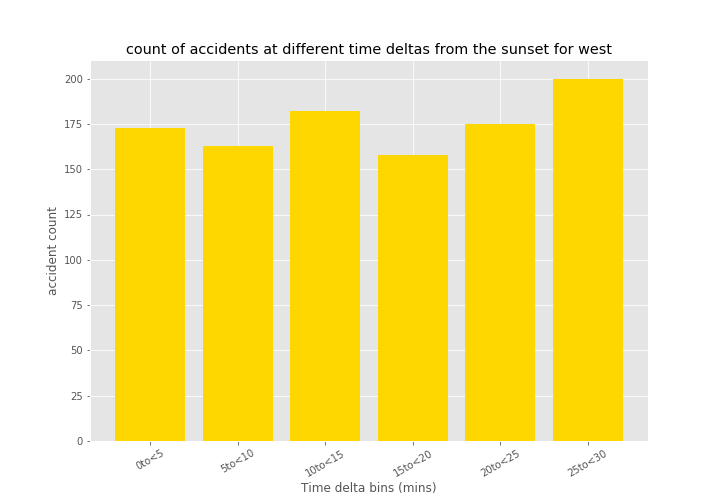 count of accidents at different time deltas from the sunset for west
200
175
150
125
100
75
50
25
0
accident count
0to<5
5to<10
10to<15
15to<20
20to<25
25to<30
Time delta bins (mins)